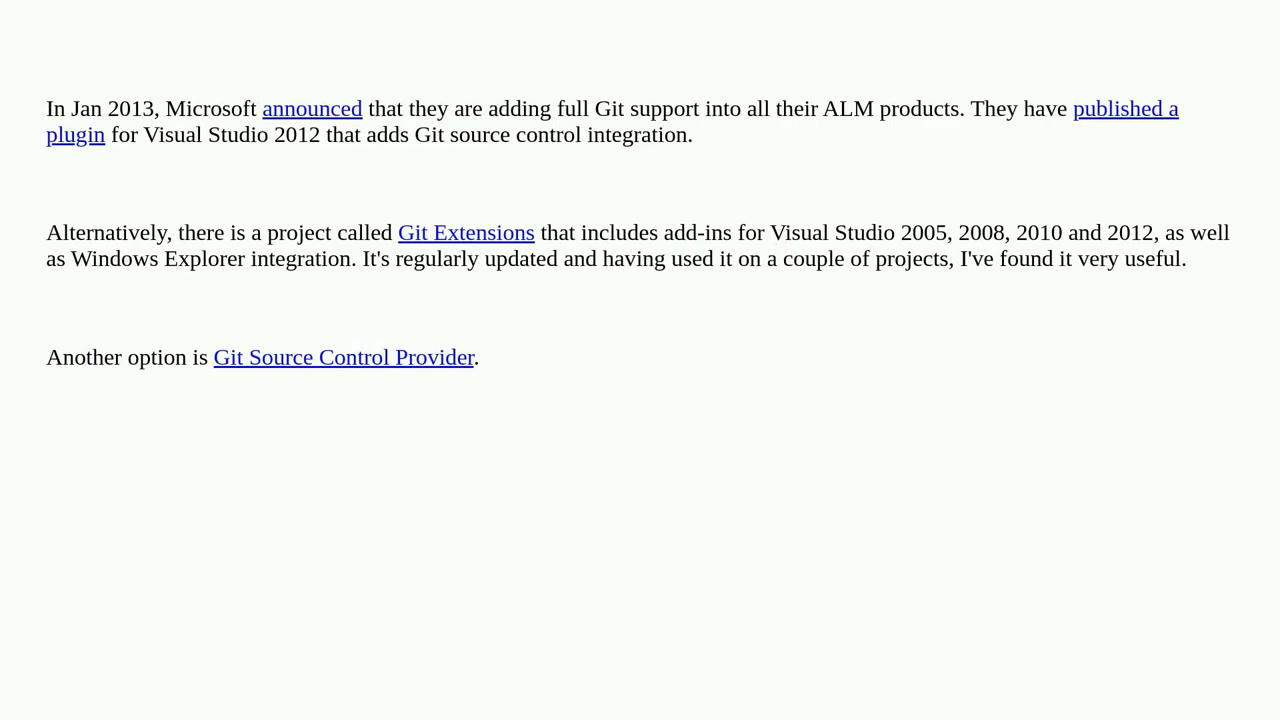 In Jan 2013, Microsoft announced that they are adding full Git support into all their ALM products. They have published a
plugin for Visual Studio 2012 that adds Git source control integration.
Alternatively, there is a project called Git Extensions that includes add-ins for Visual Studio 2005, 2008, 2010 and 2012, as well
as Windows Explorer integration. It's regularly updated and having used it on a couple of projects, I've found it very useful.
Another option is Git Source Control Provider.